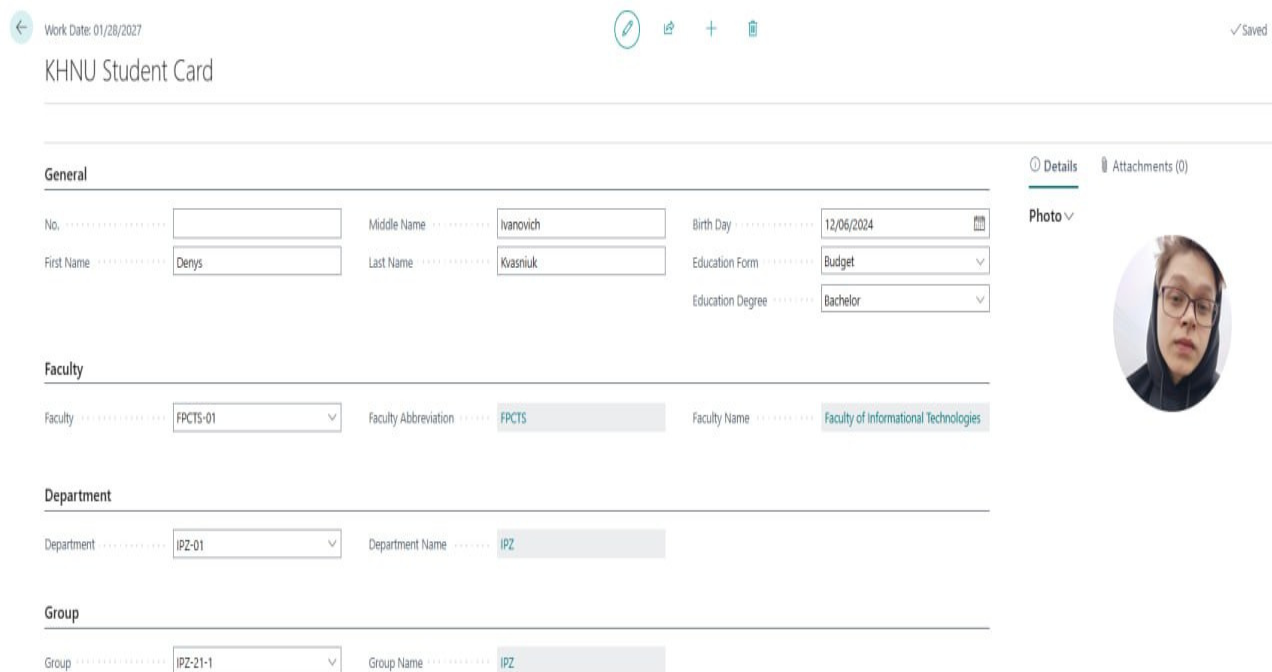 Work Date: 01/28/2027
Saved
KHNU Student Card
General
Details Attachments (0)
No. Middle Name Ivanovich Birth Day 12/06/2024
Photo
First Name Denys Last Name Kvasniuk Education Form Budget
Education Degree Bachelor
Faculty
Faculty FPCTS-01 Faculty Abbreviation FPCTS Faculty Name Faculty of Informational Technologies
Department
Department IPZ-01 Department Name IPZ
Group
Group IPZ-21-1 Group Name IPZ